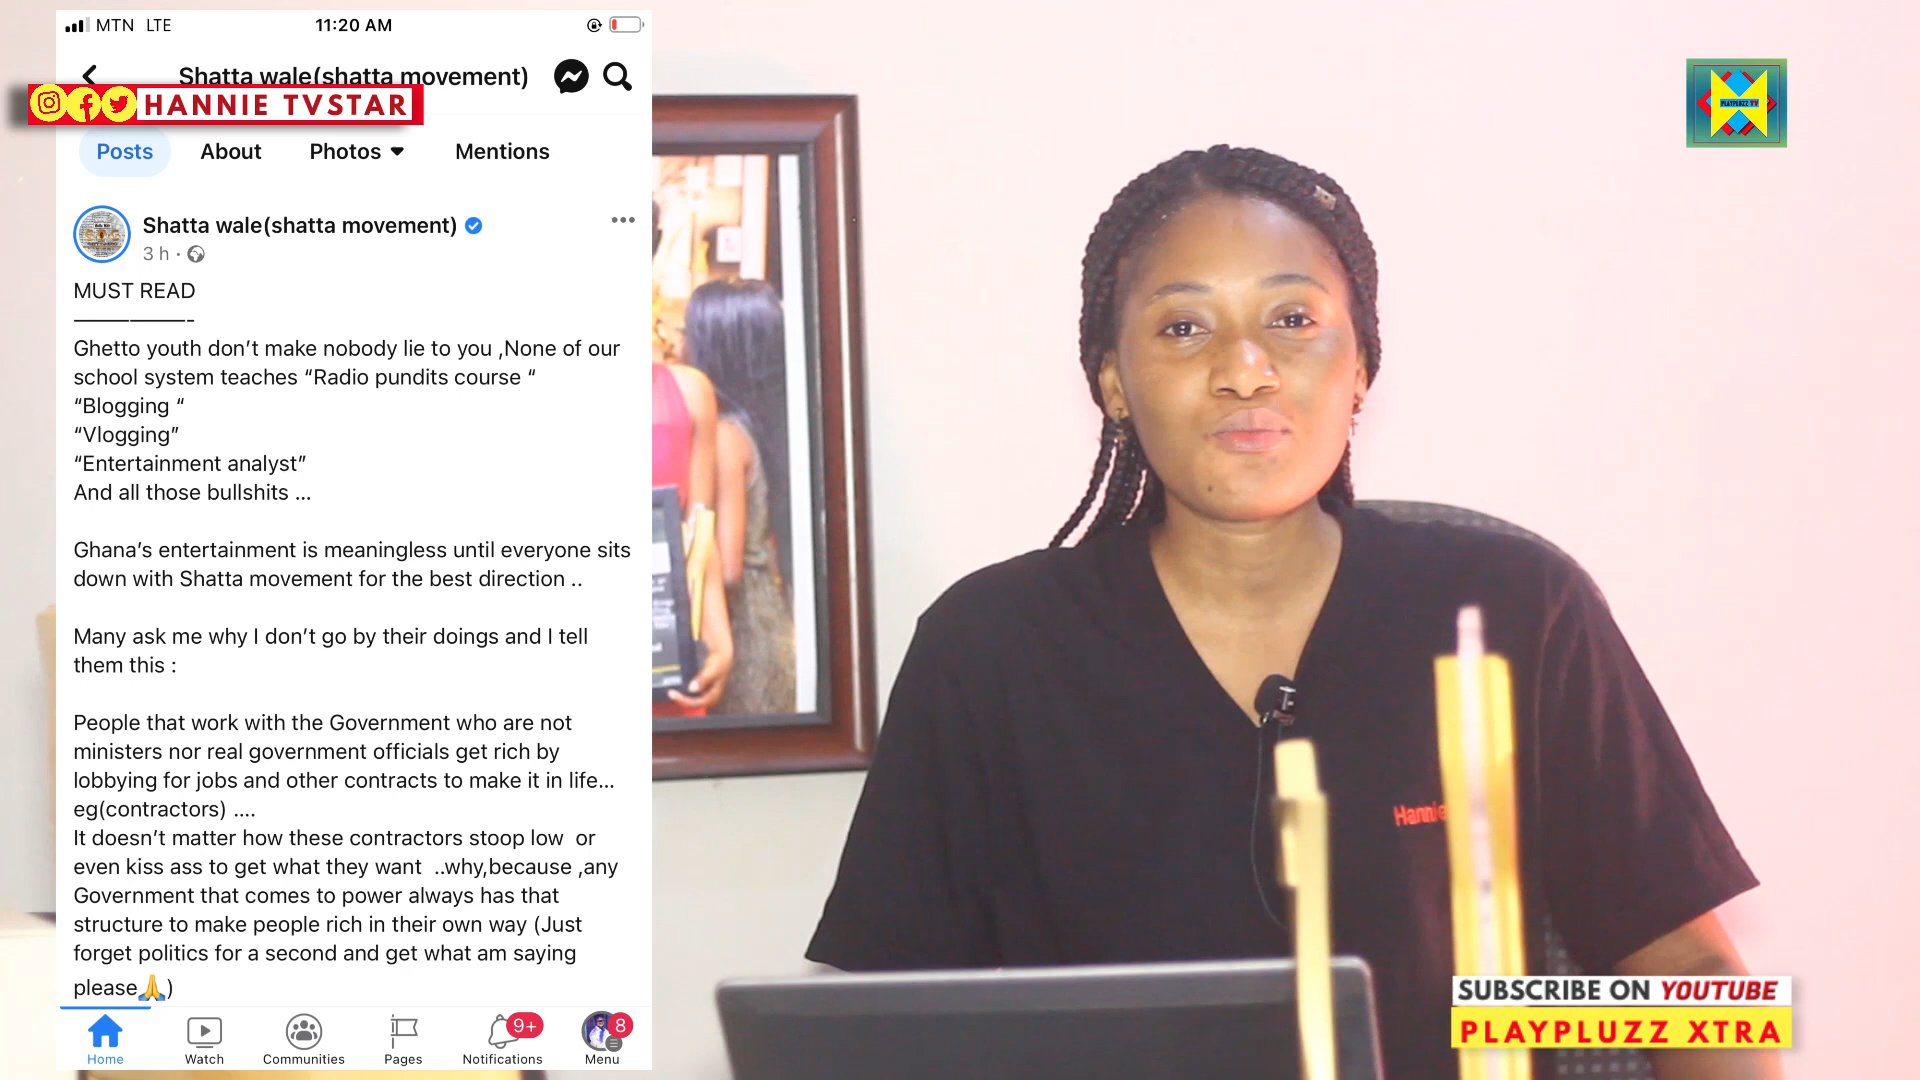 MTN LTE
11:20 AM
Shatta wale(shatta movement)
HANNIE TVSTAR
Posts
About
Photos
Mentions
Shatta wale(shatta movement)
3 h ·
MUST READ
——————-
Ghetto youth don’t make nobody lie to you ,None of our
school system teaches “Radio pundits course “
“Blogging “
“Vlogging”
“Entertainment analyst”
And all those bullshits ...
Ghana’s entertainment is meaningless until everyone sits
down with Shatta movement for the best direction ..
Many ask me why I don’t go by their doings and I tell
them this :
People that work with the Government who are not
ministers nor real government officials get rich by
lobbying for jobs and other contracts to make it in life...
eg(contractors) ....
It doesn’t matter how these contractors stoop low  or
even kiss ass to get what they want  ..why,because ,any
Government that comes to power always has that
structure to make people rich in their own way (Just
forget politics for a second and get what am saying
please🙏)
9+
8
Home
Watch
Communities
Pages
Notifications
Menu
PLAYPLUZZ TV
Hannie
SUBSCRIBE ON YOUTUBE
PLAYPLUZZ XTRA